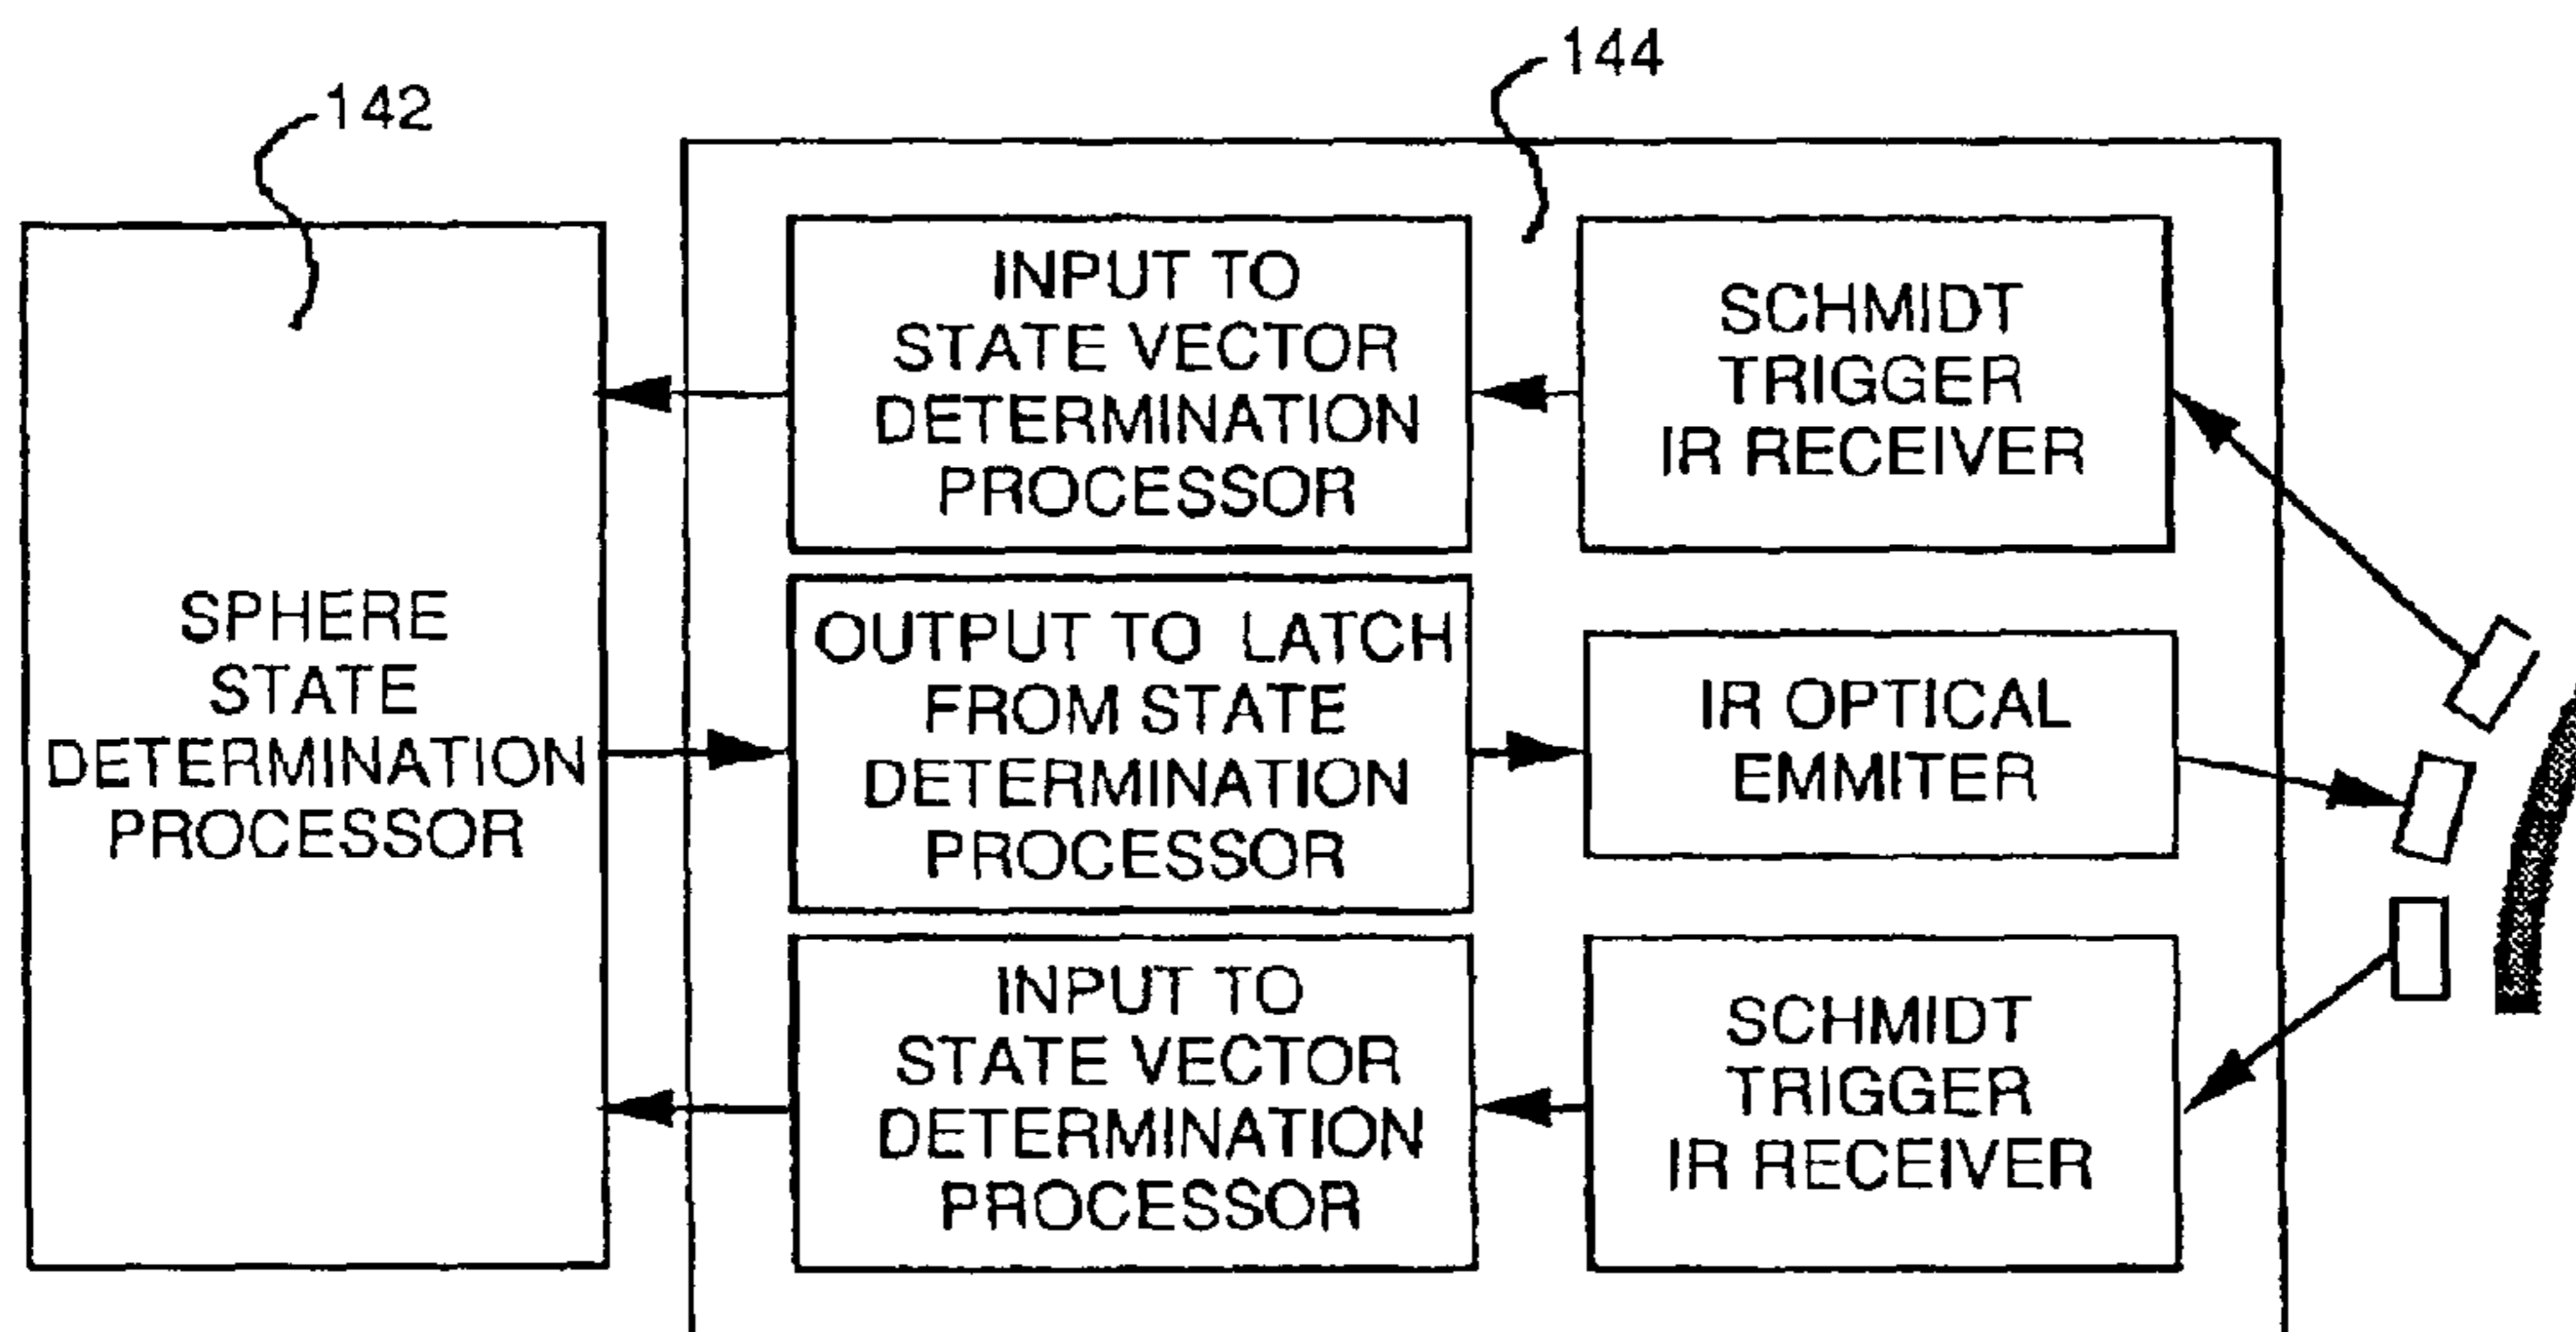 142
144
SPHERE
STATE
DETERMINATION
PROCESSOR
INPUT TO
STATE VECTOR
DETERMINATION
PROCESSOR
SCHMIDT
TRIGGER
IR RECEIVER
OUTPUT TO LATCH
FROM STATE
DETERMINATION
PROCESSOR
IR OPTICAL
EMMITER
INPUT TO
STATE VECTOR
DETERMINATION
PROCESSOR
SCHMIDT
TRIGGER
IR RECEIVER